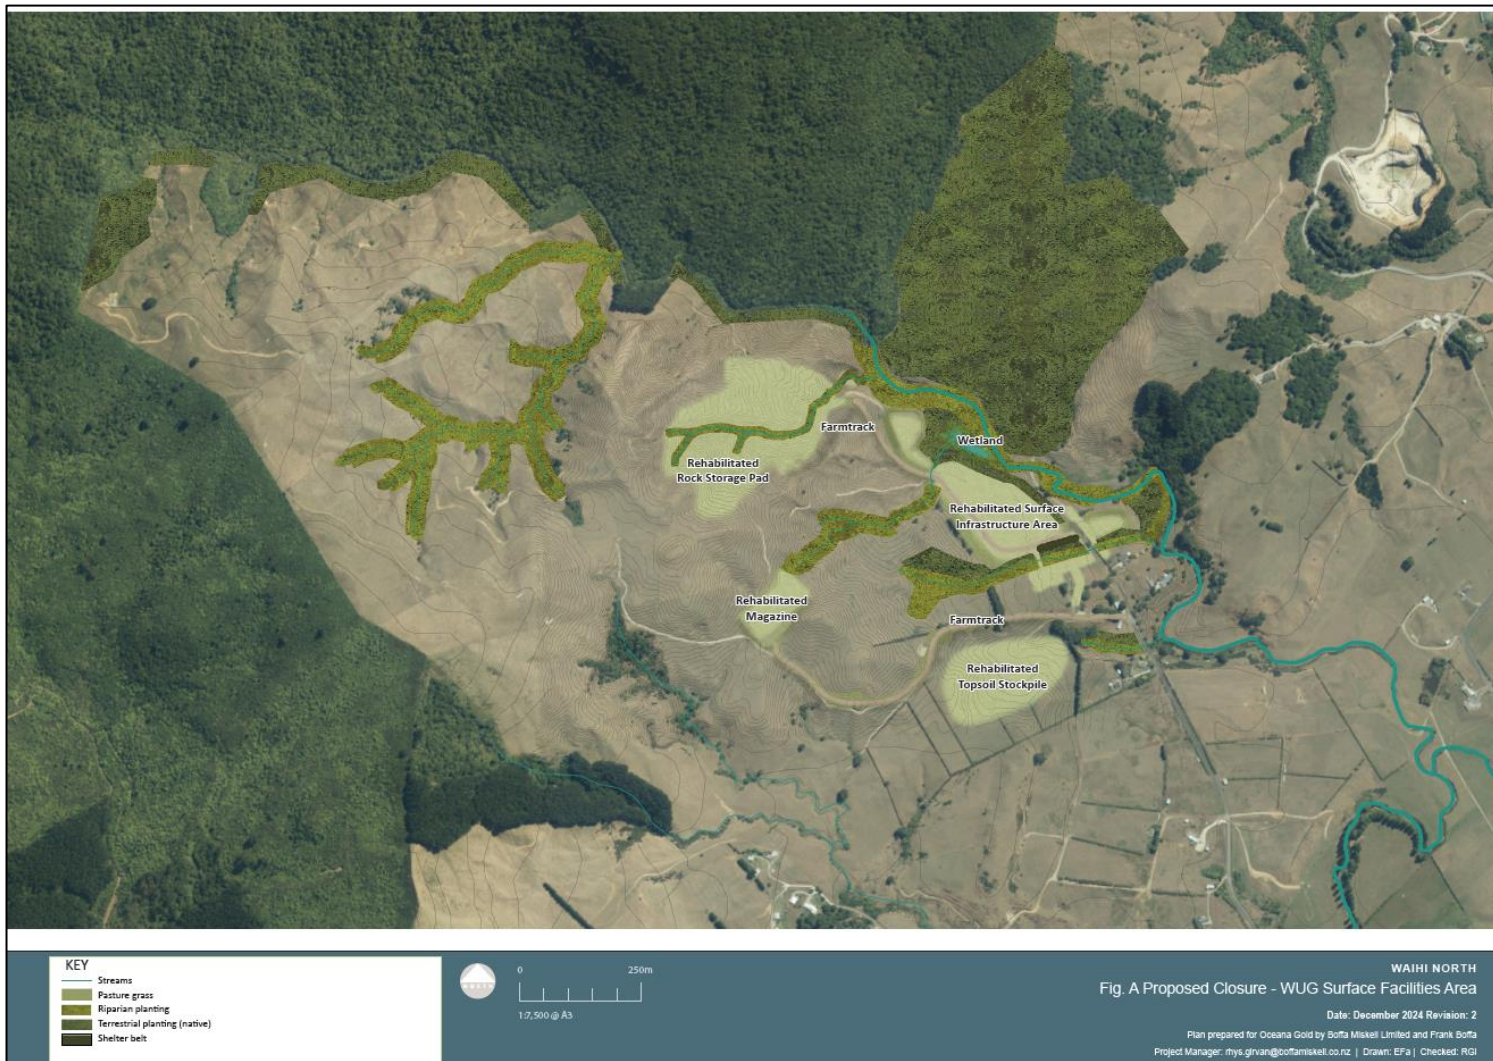 Farmtrack
Wetland
Rehabilitated
Rock Storage Pad
Rehabilitated Surface
Infrastructure Area
Rehabilitated
Magazine
Farmtrack
Rehabilitated
Topsoil Stockpile
KEY
Streams
Pasture grass
Riparian planting
Terrestrial planting (native)
Shelter belt
NORTH
0 250m
1:7,500 @ A3
WAIHI NORTH
Fig. A Proposed Closure - WUG Surface Facilities Area
Date: December 2024 Revision: 2
Plan prepared for Oceana Gold by Boffa Miskell Limited and Frank Boffa
Project Manager: rhys.girvan@boffamiskell.co.nz | Drawn: EFa | Checked: RGi